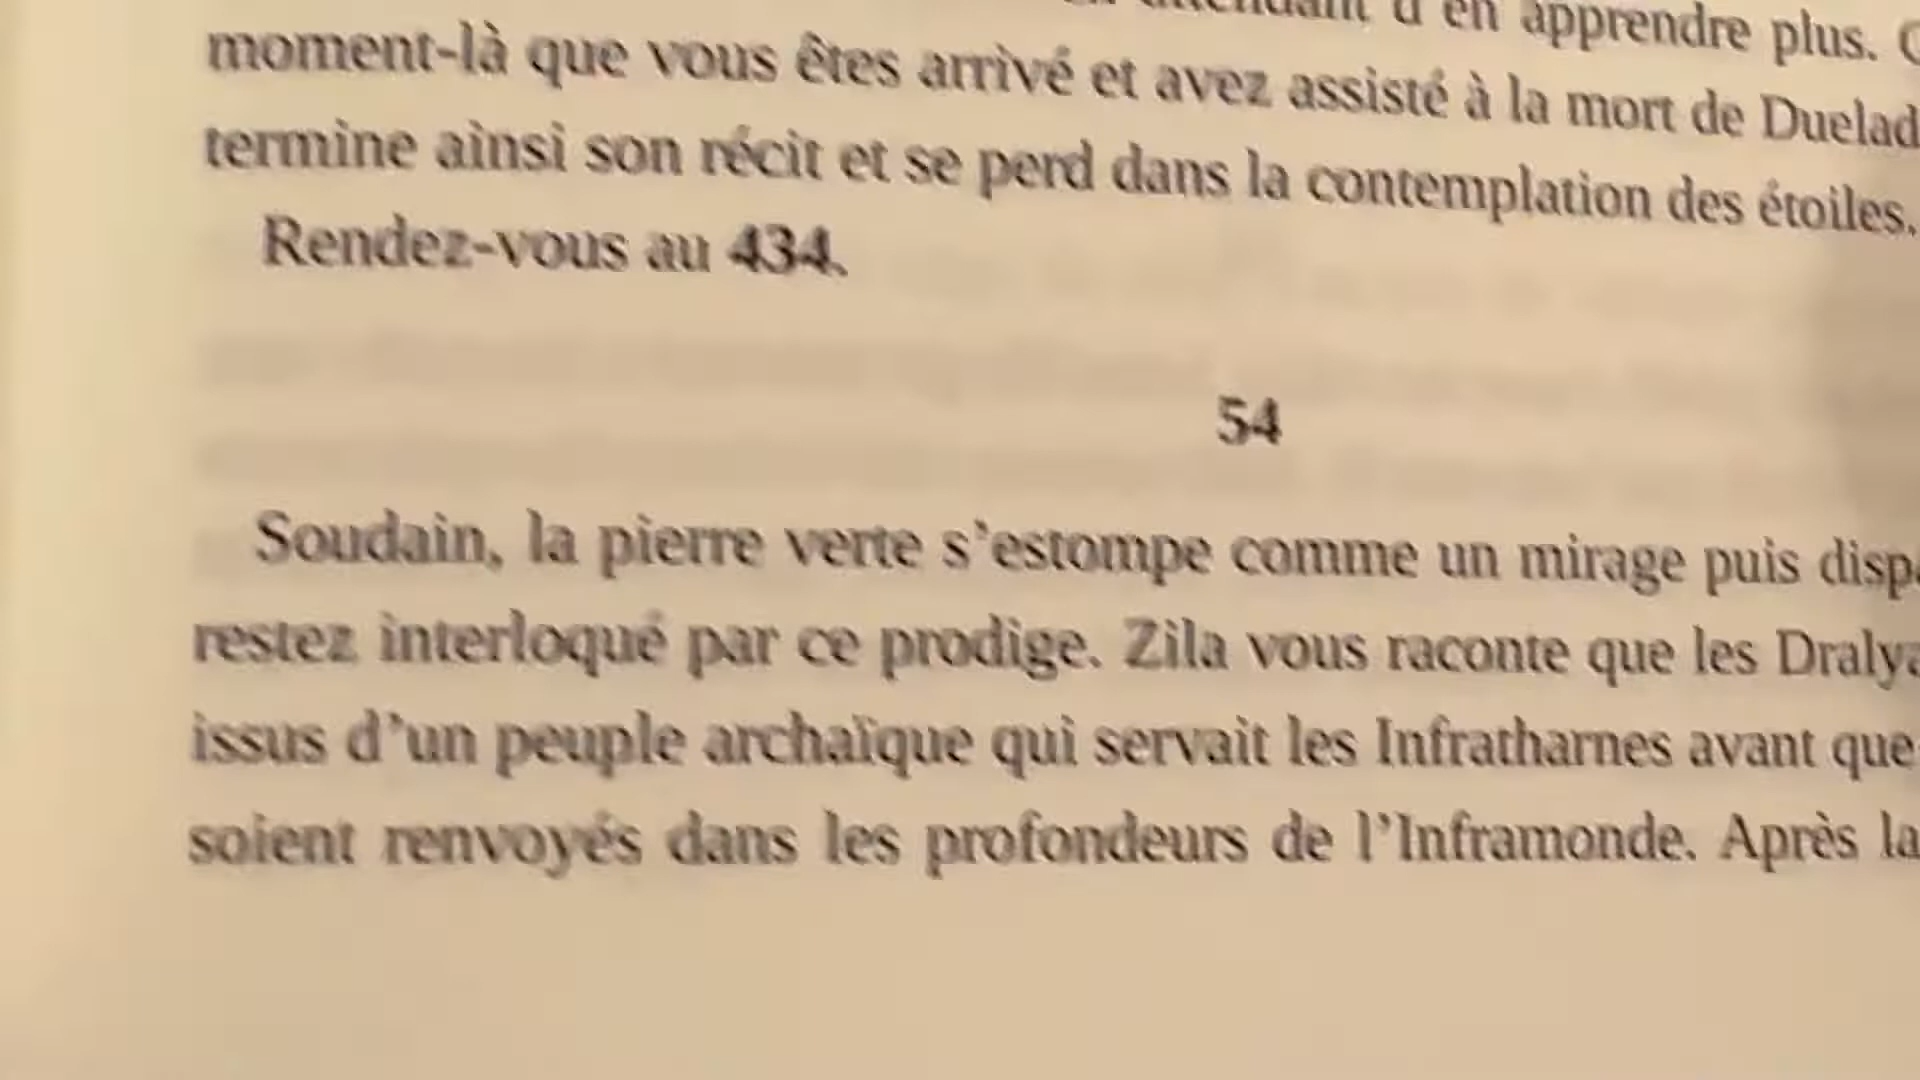 d'en apprendre plus.
moment-là que vous êtes arrivé et avez assisté à la mort de
termine ainsi son récit et se perd dans la contemplation des étoiles.
Rendez-vous au 434.
54
Soudain, la pierre verte s'estompe comme un mirage puis
restez interloqué par ce prodige. Zila vous raconte que les
issus d'un peuple archaïque qui servait les Infratharnes avant que
soient renvoyés dans les profondeurs de l'Inframonde. Après la